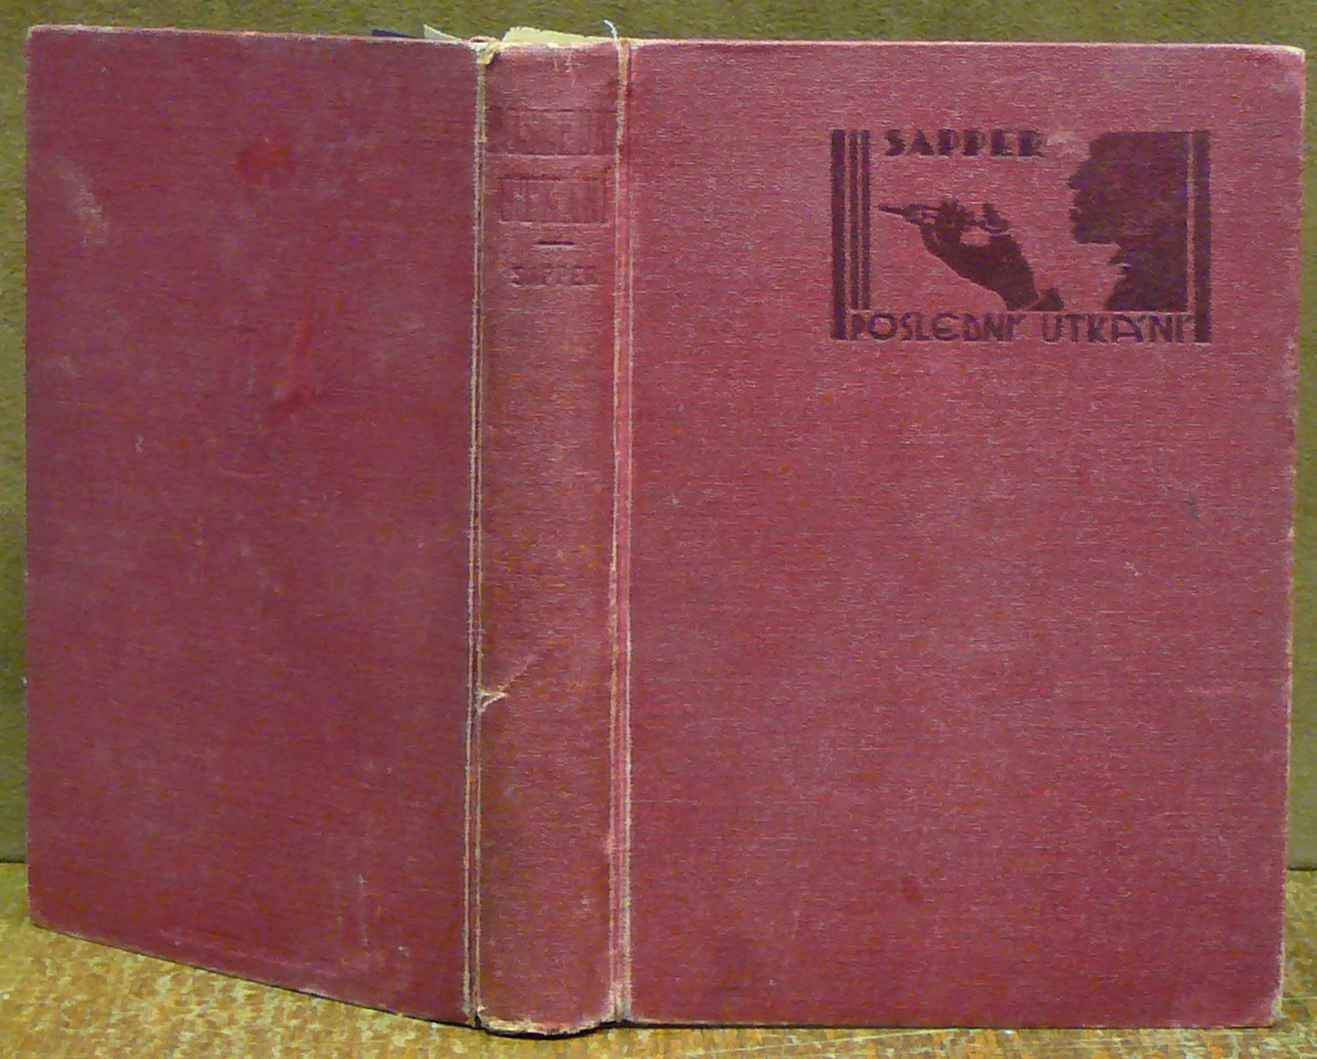 POSLEDNÍ
UTKÁNÍ
SAPPER
SAPPER
POSLEDNÍ UTKÁNÍ